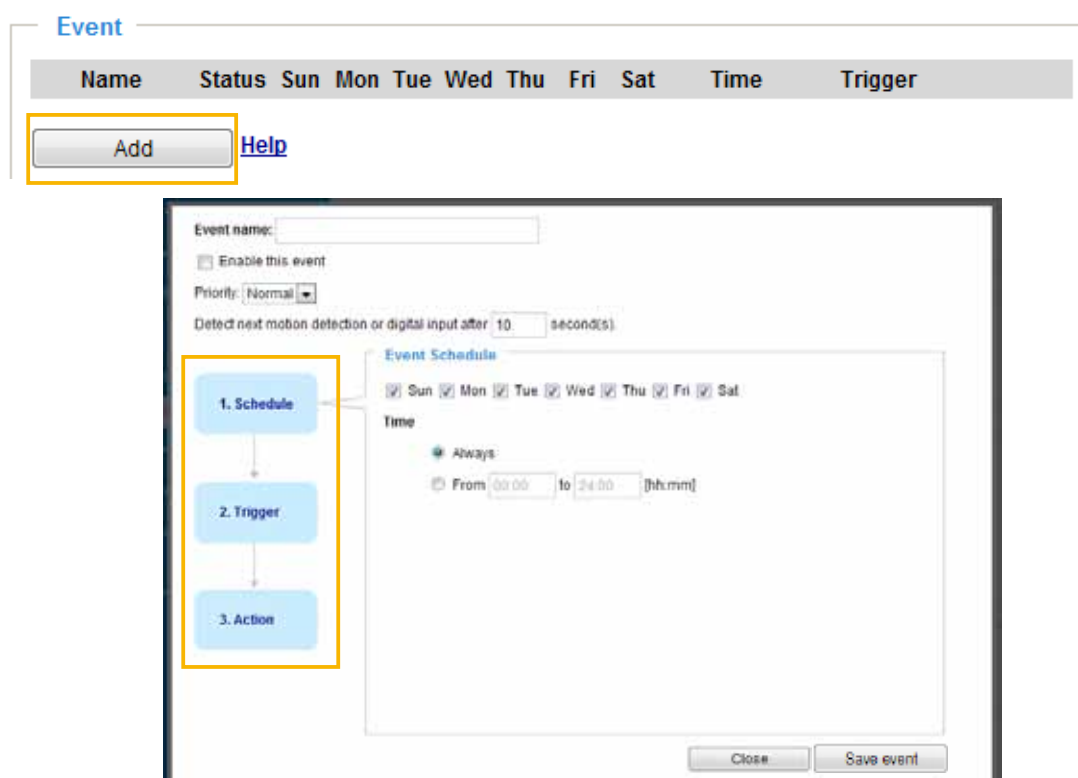 Event
Name Status Sun Mon Tue Wed Thu Fri Sat Time Trigger
Add Help
Event name:
Enable this event
Priority: Normal
Detect next motion detection or digital input after 10 second(s).
Event Schedule
1. Schedule
Sun Mon Tue Wed Thu Fri Sat
Time
Always
From 00:00 to 24:00 [hh:mm]
2. Trigger
3. Action
Close Save event